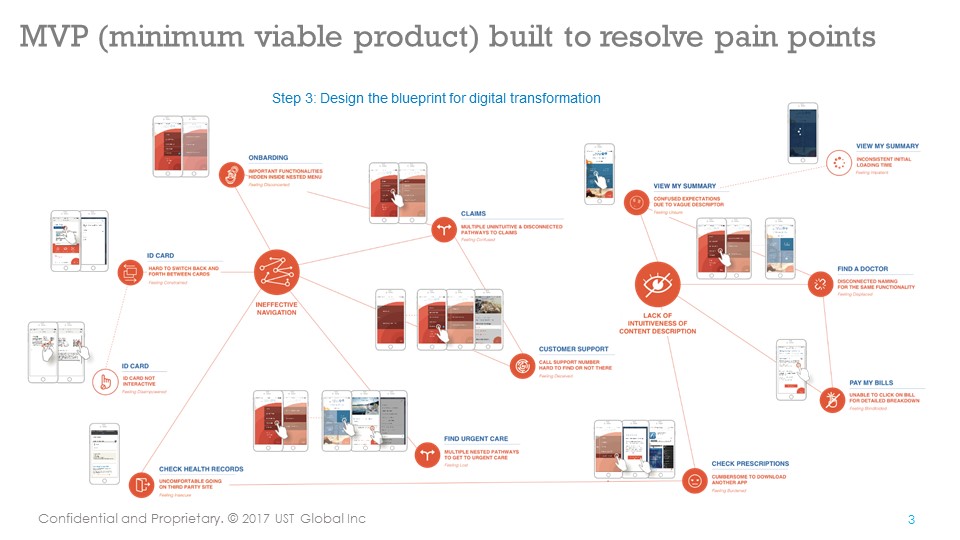 MVP (minimum viable product) built to resolve pain points
Step 3: Design the blueprint for digital transformation
ONBARDING
IMPORTANT FUNCTIONALITIES
HIDDEN INSIDE NESTED MENU
Feeling Disconnected
CLAIMS
MULTIPLE UNINTUITIVE & DISCONNECTED
PATHWAYS TO CLAIMS
Feeling Confused
ID CARD
HARD TO SWITCH BACK AND
FORTH BETWEEN CARDS
Feeling Constrained
INEFFECTIVE
NAVIGATION
ID CARD
ID CARD NOT
INTERACTIVE
Feeling Disempowered
CUSTOMER SUPPORT
CALL SUPPORT NUMBER
HARD TO FIND OR NOT THERE
Feeling Deceived
FIND URGENT CARE
MULTIPLE NESTED PATHWAYS
TO GET TO URGENT CARE
Feeling Lost
CHECK HEALTH RECORDS
UNCOMFORTABLE GOING
ON THIRD PARTY SITE
Feeling Insecure
VIEW MY SUMMARY
INCONSISTENT INITIAL
LOADING TIMS
Feeling Impatient
VIEW MY SUMMARY
CONFUSED EXPECTATIONS
DUE TO VAGUE DESCRIPTOR
Feeling Unsure
FIND A DOCTOR
DISCONNECTED NAMING
FOR THE SAME FUNCTIONALITY
Feeling Displaced
LACK OF
INTUITIVENESS OF
CONTENT DESCRIPTION
PAY MY BILLS
UNABLE TO CLICK ON BILL
FOR DETAILED BREAKDOWN
Feeling Blindfolded
CHECK PRESCRIPTIONS
CUMBERSOME TO DOWNLOAD
ANOTHER APP
Feeling Burdened
Confidential and Proprietary. © 2017 UST Global Inc
3